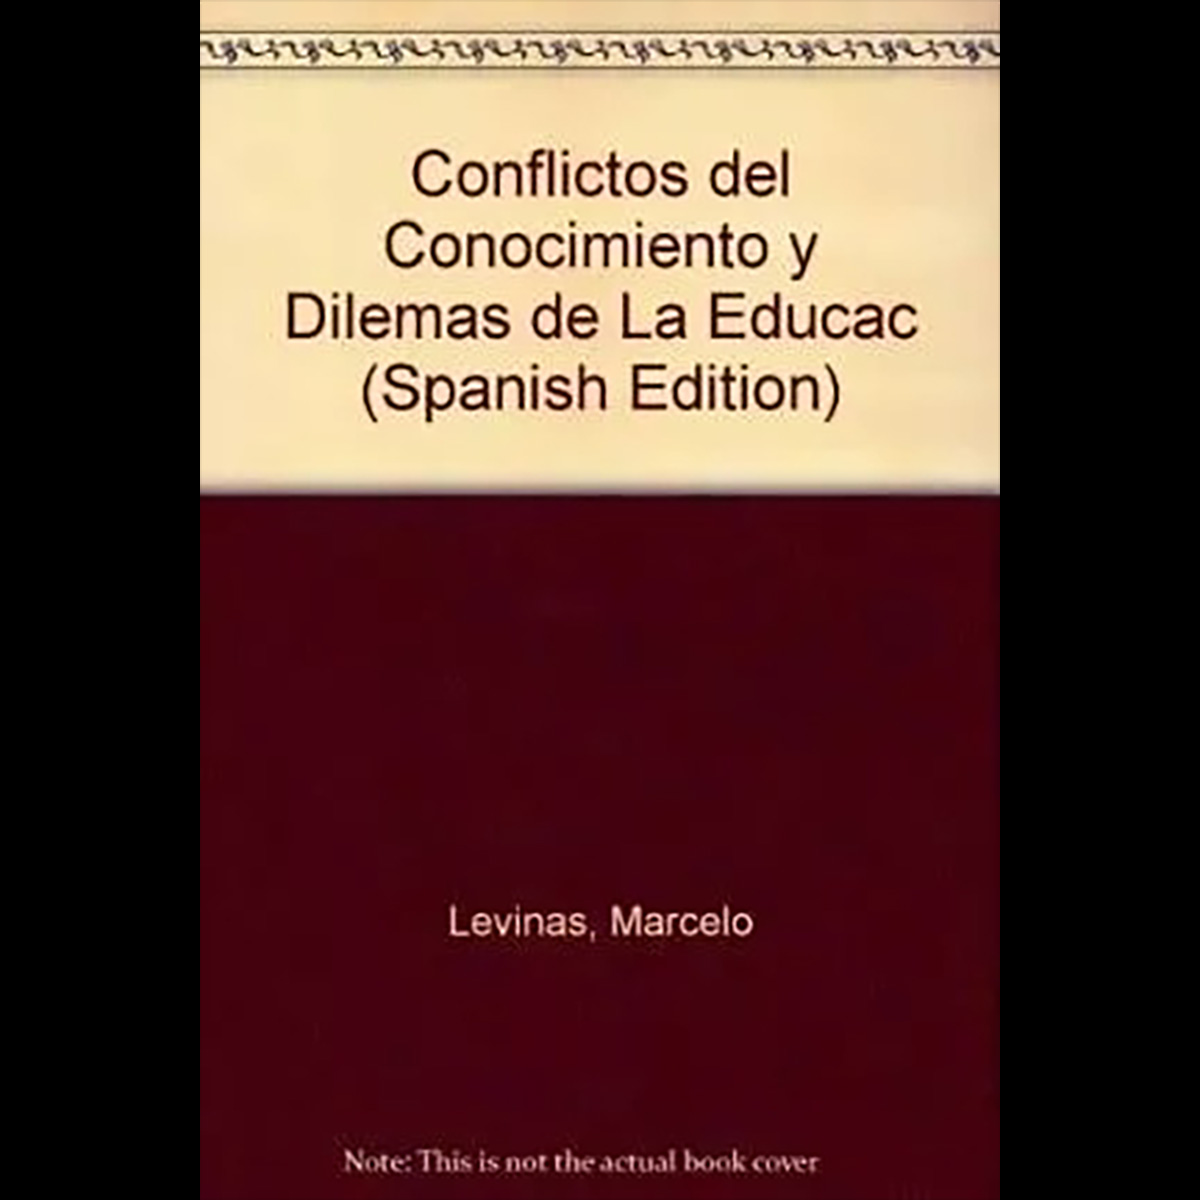 Conflictos del
Conocimiento y
Dilemas de La Educac
(Spanish Edition)
Levinas, Marcelo
Note: This is not the actual book cover